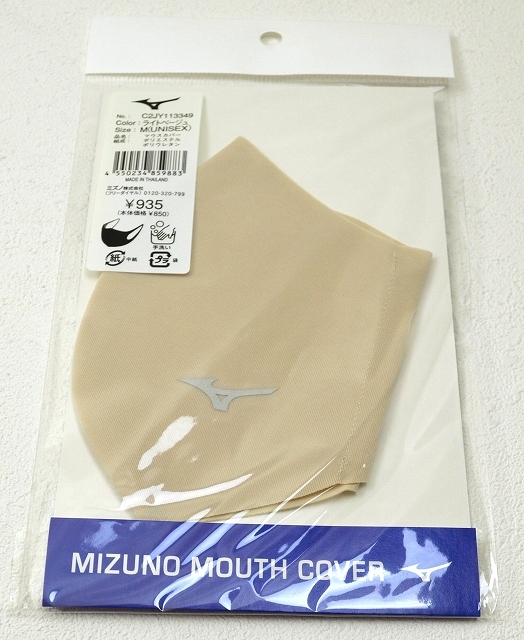 No. : C2JY113349
Color : ライトベージュ
Size : M(UNISEX)
品名 : マウスカバー
組成 : ポリエステル
ポリウレタン
4 550234 859883
MADE IN THAILAND
ミズノ株式会社
(フリーダイヤル) 0120-320-799
¥935
(本体価格 ¥850)
手洗い
紙 中紙 プラ 袋
MIZUNO MOUTH COVER